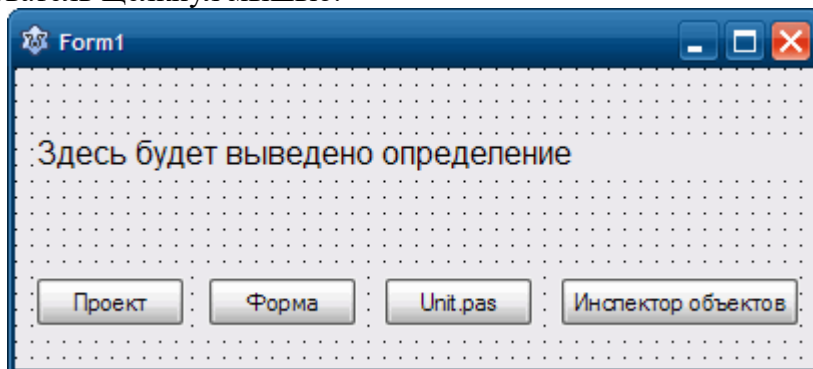 Form1
Здесь будет выведено определение
Проект Форма Unit.pas Инспектор объектов